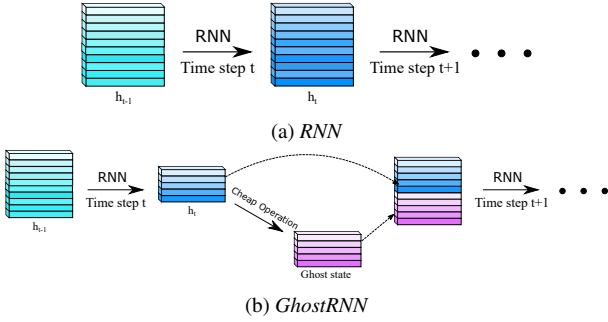 RNN
RNN
Time step t
Time step t+1
h_{t-1}
h_t
(a) RNN
RNN
Time step t
h_t
Cheap Operation
Ghost state
RNN
Time step t+1
h_{t-1}
(b) GhostRNN